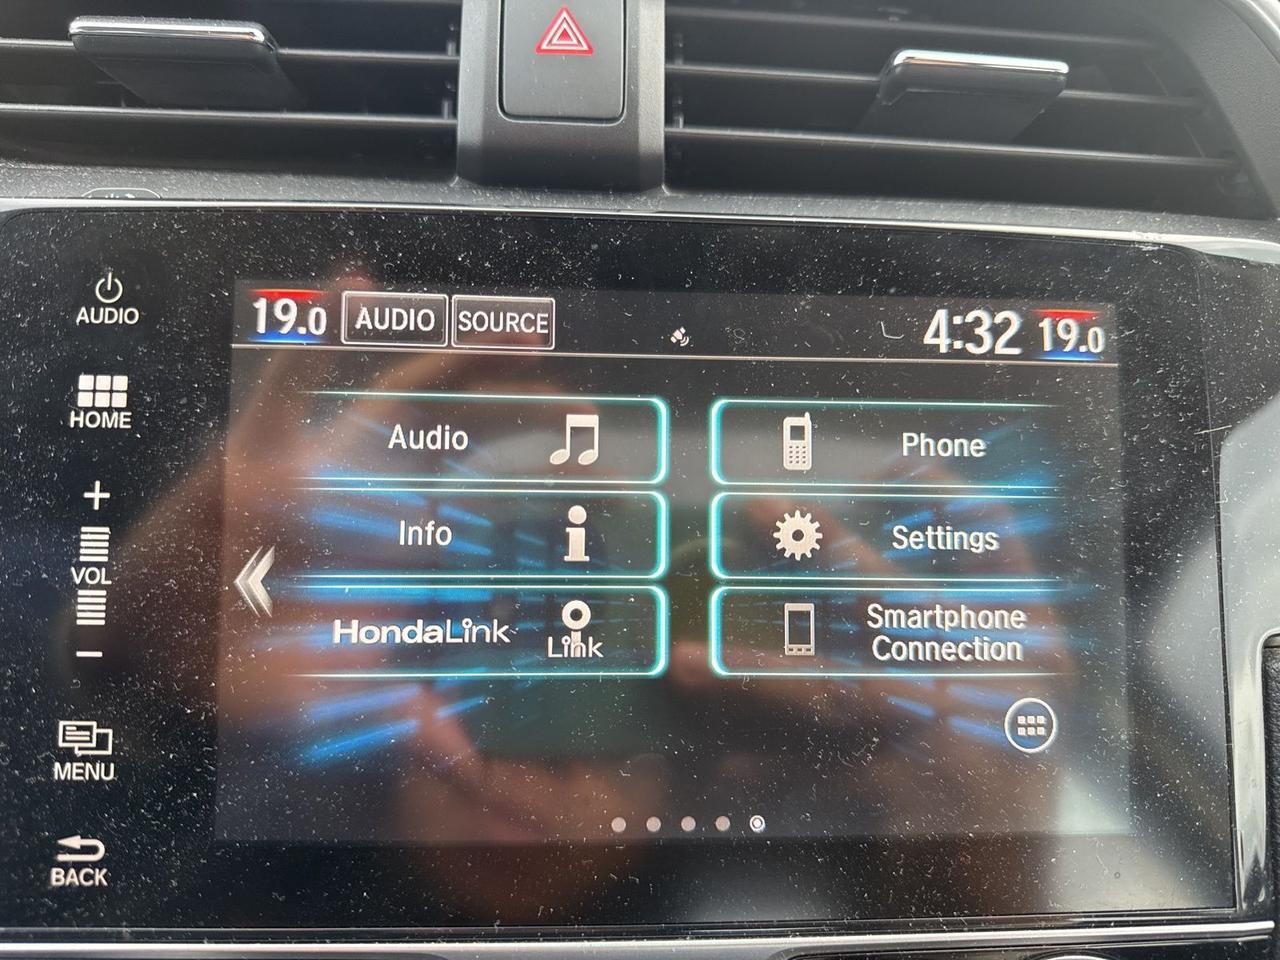 AUDIO
HOME
VOL
MENU
BACK
19.0 AUDIO SOURCE 4:32 19.0
Audio
Phone
Info
Settings
HondaLink
Link
Smartphone
Connection